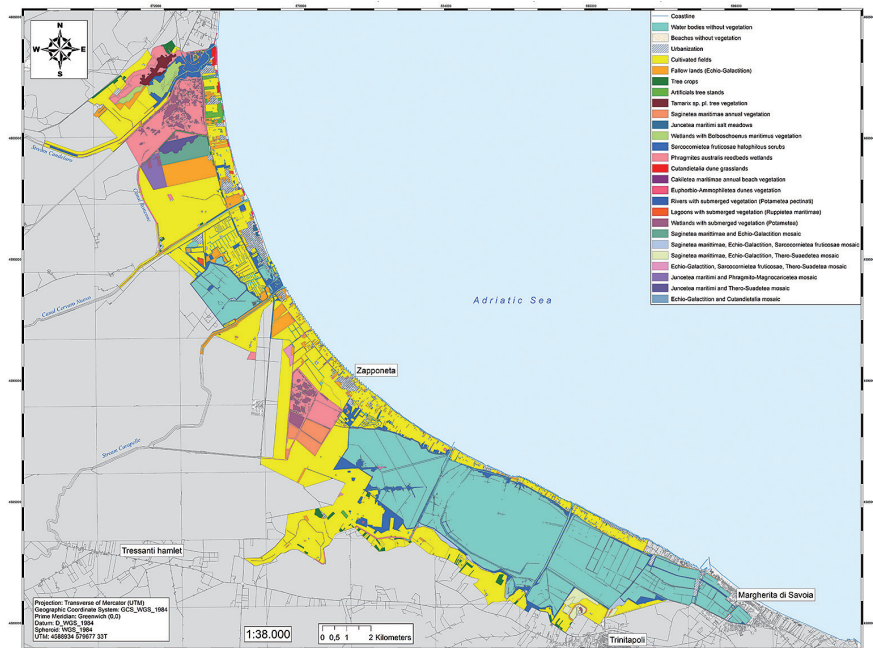 N
W E
S
Coastline
Water bodies without vegetation
Beaches without vegetation
Urbanization
Cultivated fields
Fallow lands (Echio-Galactition)
Tree crops
Artificials tree stands
Tamarix sp. pl. tree vegetation
Saginetea maritimae annual vegetation
Juncetea maritimi salt meadows
Wetlands with Bolboschoenus maritimus vegetation
Sarcocornietea fruticosae halophilous scrubs
Phragmites australis reedbeds wetlands
Cutandietalia dune grasslands
Cakiletea maritimae annual beach vegetation
Euphorbio-Ammophiletea dunes vegetation
Rivers with submerged vegetation (Potametea pectinati)
Lagoons with submerged vegetation (Ruppietea maritimae)
Wetlands with submerged vegetation (Potametea)
Saginetea maritimae and Echio-Galactition mosaic
Saginetea maritimae, Echio-Galactition, Sarcocornietea fruticosae mosaic
Saginetea maritimae, Echio-Galactition, Thero-Suaedetea mosaic
Echio-Galactition, Sarcocornietea fruticosae, Thero-Suaedetea mosaic
Juncetea maritimi and Phragmito-Magnocaricetea mosaic
Juncetea maritimi and Thero-Suaedetea mosaic
Echio-Galactition and Cutandietalia mosaic
Stream Candelaro
Canal Cervaro Nuovo
Adriatic Sea
Zapponeta
Stream Carapelle
Tressanti hamlet
Margherita di Savoia
Trinitapoli
Projection: Transverse of Mercator (UTM)
Geographic Coordinate System: GCS_WGS_1984
Prime Meridian: Greenwich (0,0)
Datum: D_WGS_1984
Spheroid: WGS_1984
UTM: 4586934 579677 33T
1:38.000
0 0,5 1 2 Kilometers